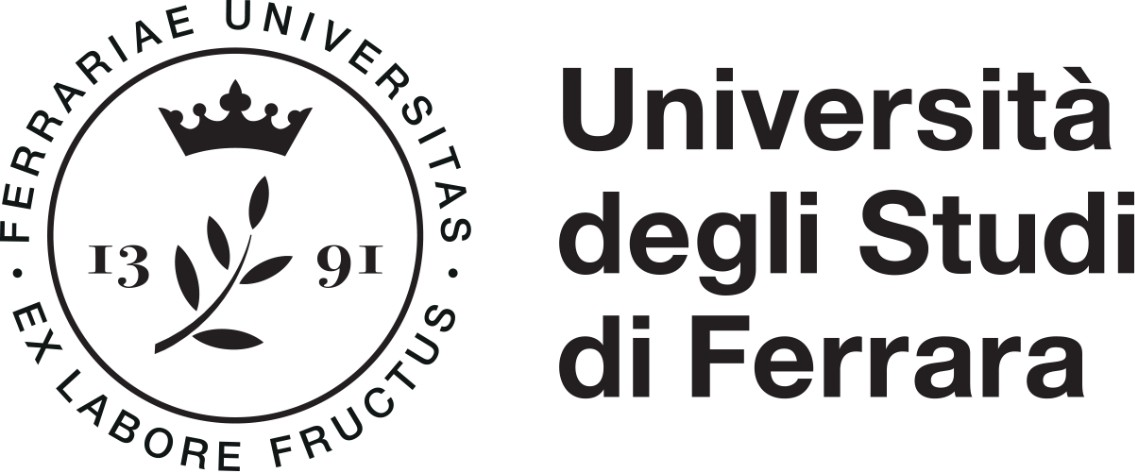 FERRARIAE UNIVERSITAS
13 91
· EX LABORE FRUCTUS ·
Università
degli Studi
di Ferrara